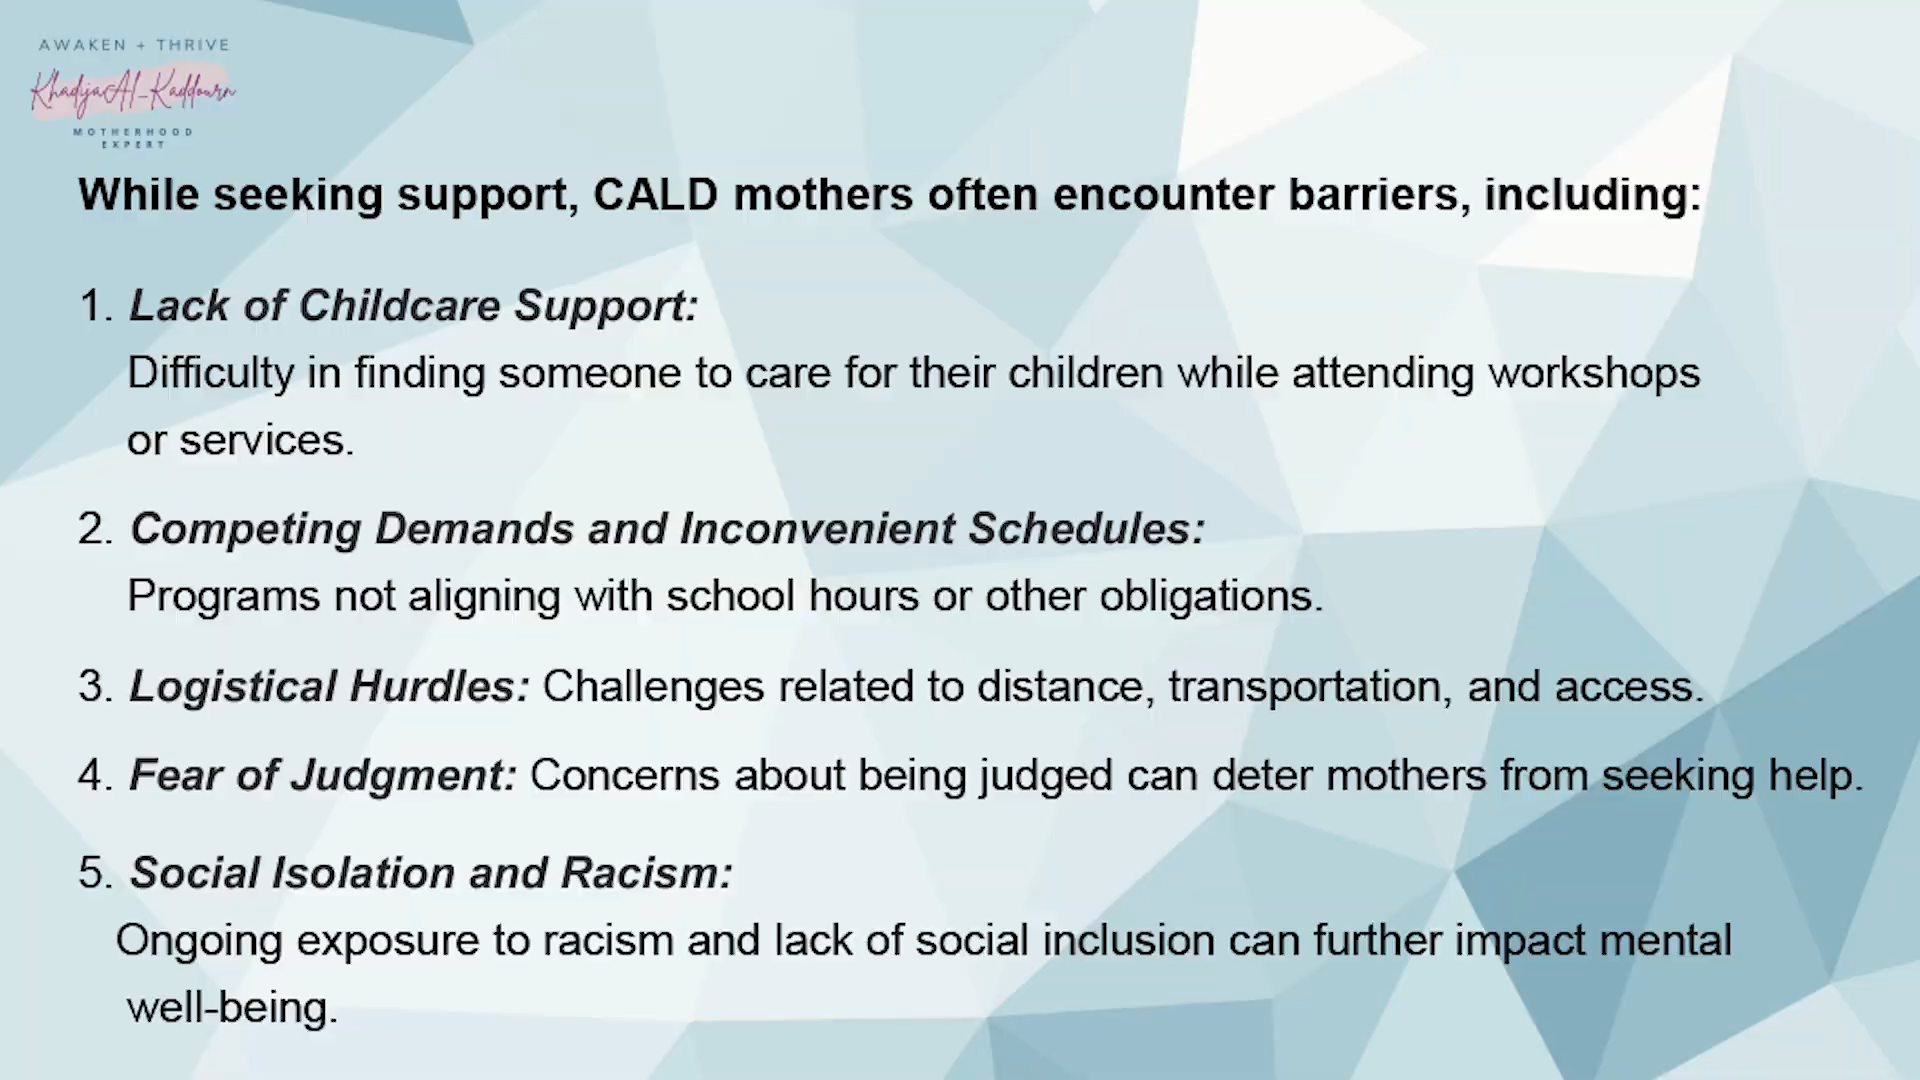 AWAKEN + THRIVE
Khadija Al-Kaddourn
MOTHERHOOD
EXPERT
While seeking support, CALD mothers often encounter barriers, including:
1. Lack of Childcare Support:
Difficulty in finding someone to care for their children while attending workshops
or services.
2. Competing Demands and Inconvenient Schedules:
Programs not aligning with school hours or other obligations.
3. Logistical Hurdles: Challenges related to distance, transportation, and access.
4. Fear of Judgment: Concerns about being judged can deter mothers from seeking help.
5. Social Isolation and Racism:
Ongoing exposure to racism and lack of social inclusion can further impact mental
well-being.